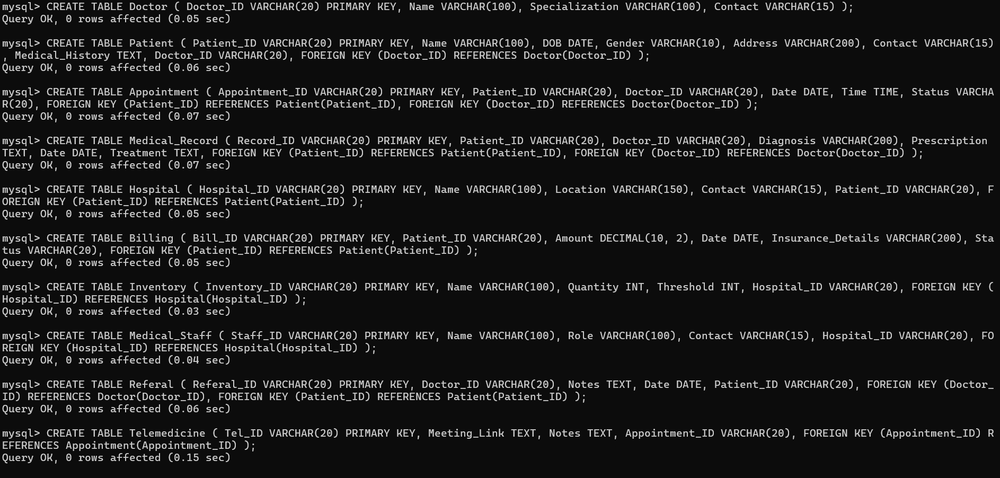 mysql> CREATE TABLE Doctor ( Doctor_ID VARCHAR(20) PRIMARY KEY, Name VARCHAR(100), Specialization VARCHAR(100), Contact VARCHAR(15) );
Query OK, 0 rows affected (0.05 sec)
mysql> CREATE TABLE Patient ( Patient_ID VARCHAR(20) PRIMARY KEY, Name VARCHAR(100), DOB DATE, Gender VARCHAR(10), Address VARCHAR(200), Contact VARCHAR(15)
, Medical_History TEXT, Doctor_ID VARCHAR(20), FOREIGN KEY (Doctor_ID) REFERENCES Doctor(Doctor_ID) );
Query OK, 0 rows affected (0.06 sec)
mysql> CREATE TABLE Appointment ( Appointment_ID VARCHAR(20) PRIMARY KEY, Patient_ID VARCHAR(20), Doctor_ID VARCHAR(20), Date DATE, Time TIME, Status VARCHA
R(20), FOREIGN KEY (Patient_ID) REFERENCES Patient(Patient_ID), FOREIGN KEY (Doctor_ID) REFERENCES Doctor(Doctor_ID) );
Query OK, 0 rows affected (0.07 sec)
mysql> CREATE TABLE Medical_Record ( Record_ID VARCHAR(20) PRIMARY KEY, Patient_ID VARCHAR(20), Doctor_ID VARCHAR(20), Diagnosis VARCHAR(200), Prescription
TEXT, Date DATE, Treatment TEXT, FOREIGN KEY (Patient_ID) REFERENCES Patient(Patient_ID), FOREIGN KEY (Doctor_ID) REFERENCES Doctor(Doctor_ID) );
Query OK, 0 rows affected (0.07 sec)
mysql> CREATE TABLE Hospital ( Hospital_ID VARCHAR(20) PRIMARY KEY, Name VARCHAR(100), Location VARCHAR(150), Contact VARCHAR(15), Patient_ID VARCHAR(20), F
OREIGN KEY (Patient_ID) REFERENCES Patient(Patient_ID) );
Query OK, 0 rows affected (0.05 sec)
mysql> CREATE TABLE Billing ( Bill_ID VARCHAR(20) PRIMARY KEY, Patient_ID VARCHAR(20), Amount DECIMAL(10, 2), Date DATE, Insurance_Details VARCHAR(200), Sta
tus VARCHAR(20), FOREIGN KEY (Patient_ID) REFERENCES Patient(Patient_ID) );
Query OK, 0 rows affected (0.05 sec)
mysql> CREATE TABLE Inventory ( Inventory_ID VARCHAR(20) PRIMARY KEY, Name VARCHAR(100), Quantity INT, Threshold INT, Hospital_ID VARCHAR(20), FOREIGN KEY (
Hospital_ID) REFERENCES Hospital(Hospital_ID) );
Query OK, 0 rows affected (0.03 sec)
mysql> CREATE TABLE Medical_Staff ( Staff_ID VARCHAR(20) PRIMARY KEY, Name VARCHAR(100), Role VARCHAR(100), Contact VARCHAR(15), Hospital_ID VARCHAR(20), FO
REIGN KEY (Hospital_ID) REFERENCES Hospital(Hospital_ID) );
Query OK, 0 rows affected (0.04 sec)
mysql> CREATE TABLE Referal ( Referal_ID VARCHAR(20) PRIMARY KEY, Doctor_ID VARCHAR(20), Notes TEXT, Date DATE, Patient_ID VARCHAR(20), FOREIGN KEY (Doctor_
ID) REFERENCES Doctor(Doctor_ID), FOREIGN KEY (Patient_ID) REFERENCES Patient(Patient_ID) );
Query OK, 0 rows affected (0.06 sec)
mysql> CREATE TABLE Telemedicine ( Tel_ID VARCHAR(20) PRIMARY KEY, Meeting_Link TEXT, Notes TEXT, Appointment_ID VARCHAR(20), FOREIGN KEY (Appointment_ID) R
EFERENCES Appointment(Appointment_ID) );
Query OK, 0 rows affected (0.15 sec)